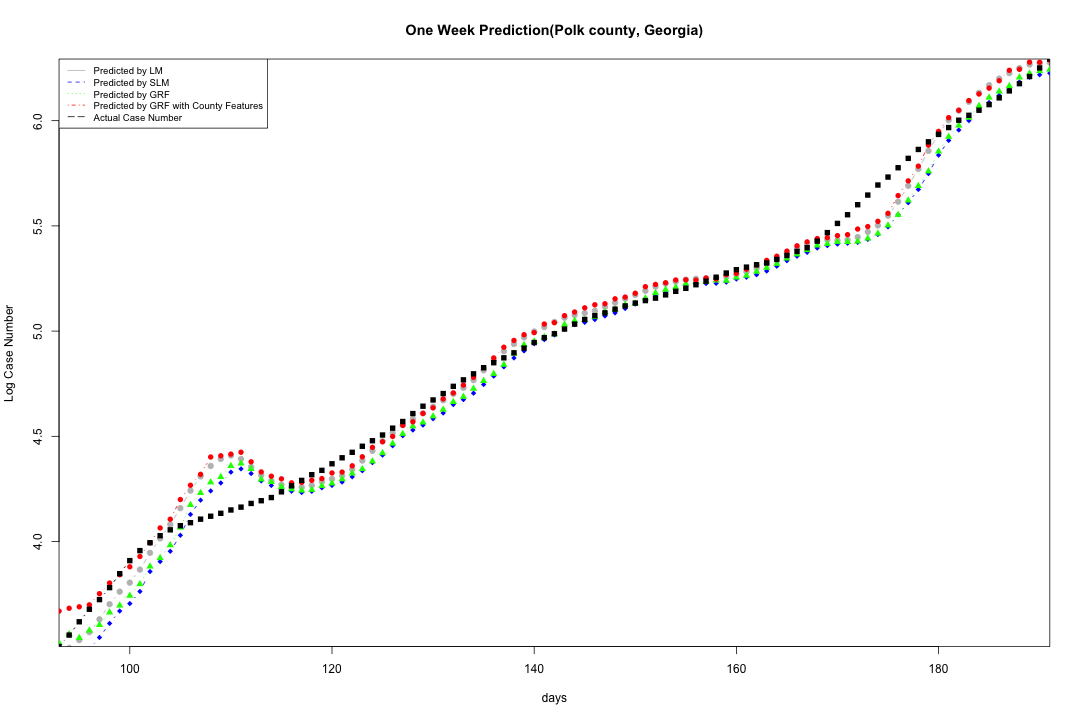 One Week Prediction(Polk county, Georgia)
Predicted by LM
Predicted by SLM
Predicted by GRF
Predicted by GRF with County Features
Actual Case Number
Log Case Number
6.0
5.5
5.0
4.5
4.0
100 120 140 160 180
days